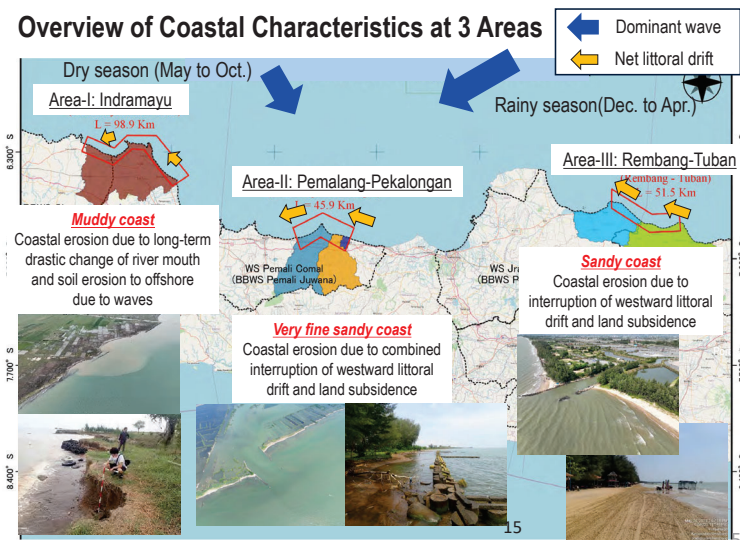 Overview of Coastal Characteristics at 3 Areas
Dominant wave
Net littoral drift
Dry season (May to Oct.)
Rainy season(Dec. to Apr.)
Area-I: Indramayu
L = 98.9 Km
Area-II: Pemalang-Pekalongan
L = 45.9 Km
Area-III: Rembang-Tuban
(Rembang - Tuban)
= 51.5 Km
6.300° S
7.700° S
8.400° S
Muddy coast
Coastal erosion due to long-term
drastic change of river mouth
and soil erosion to offshore
due to waves
WS Pemali Comal
(BBWS Pemali Juwana)
WS Jra
(BBWS P
Very fine sandy coast
Coastal erosion due to combined
interruption of westward littoral
drift and land subsidence
Sandy coast
Coastal erosion due to
interruption of westward littoral
drift and land subsidence
15